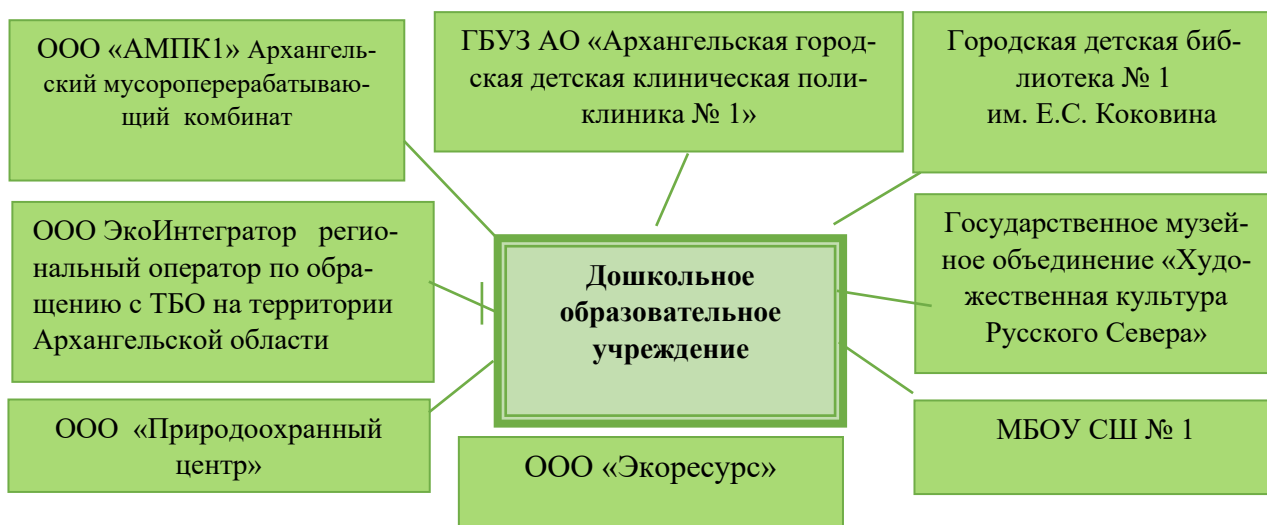 ООО «АМПК1» Архангель-
ский мусороперерабатываю-
щий комбинат
ГБУЗ АО «Архангельская город-
ская детская клиническая поли-
клиника № 1»
Городская детская биб-
лиотека № 1
им. Е.С. Коковина
ООО ЭкоИнтегратор регио-
нальный оператор по обра-
щению с ТБО на территории
Архангельской области
Дошкольное
образовательное
учреждение
Государственное музей-
ное объединение «Худо-
жественная культура
Русского Севера»
ООО «Природоохранный
центр»
ООО «Экоресурс»
МБОУ СШ № 1